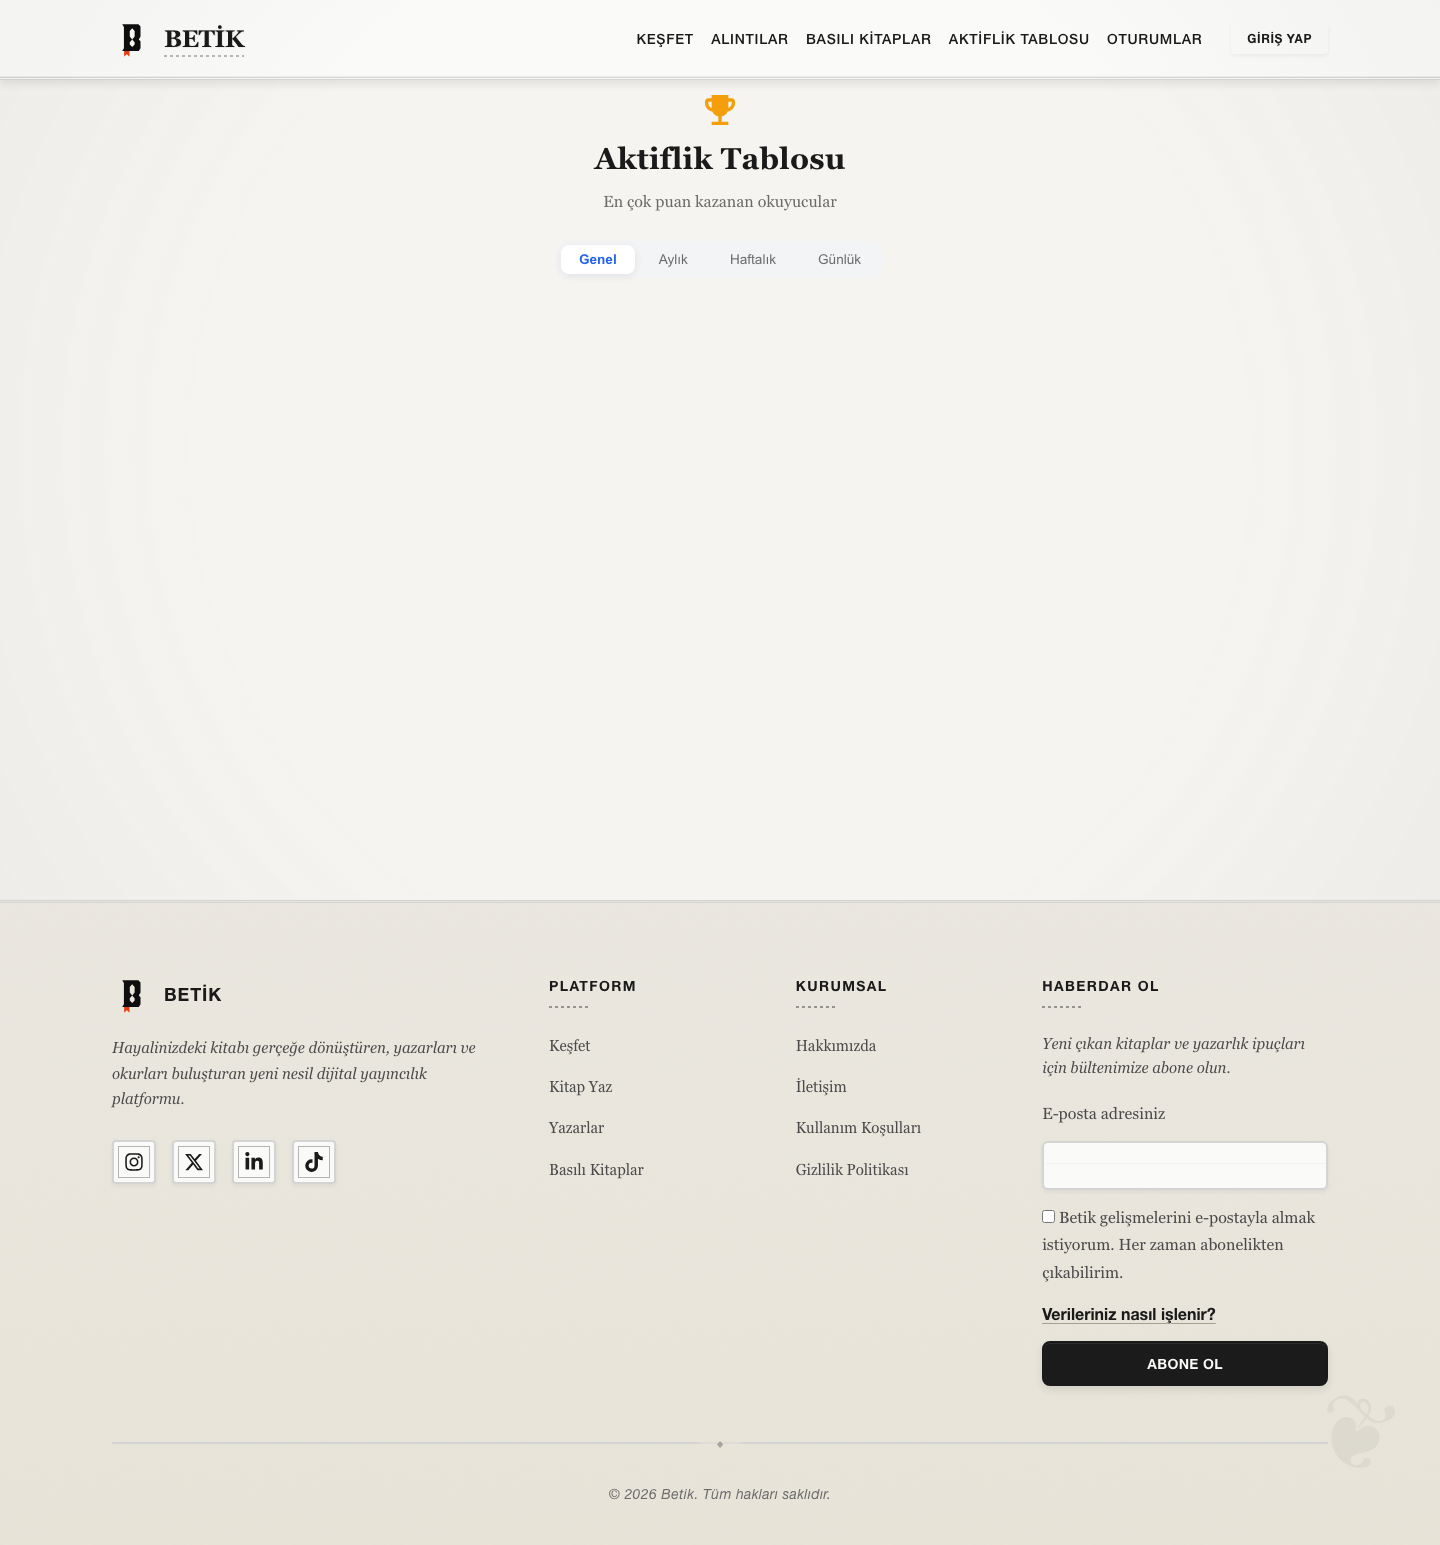 BETİK
KEŞFET ALINTILAR BASILI KİTAPLAR AKTİFLİK TABLOSU OTURUMLAR GİRİŞ YAP
Aktiflik Tablosu
En çok puan kazanan okuyucular
Genel Aylık Haftalık Günlük
BETİK
Hayalinizdeki kitabı gerçeğe dönüştüren, yazarları ve
okurları buluşturan yeni nesil dijital yayıncılık
platformu.
PLATFORM
Keşfet
Kitap Yaz
Yazarlar
Basılı Kitaplar
KURUMSAL
Hakkımızda
İletişim
Kullanım Koşulları
Gizlilik Politikası
HABERDAR OL
Yeni çıkan kitaplar ve yazarlık ipuçları
için bültenimize abone olun.
E-posta adresiniz
Betik gelişmelerini e-postayla almak
istiyorum. Her zaman abonelikten
çıkabilirim.
Verileriniz nasıl işlenir?
ABONE OL
© 2026 Betik. Tüm hakları saklıdır.